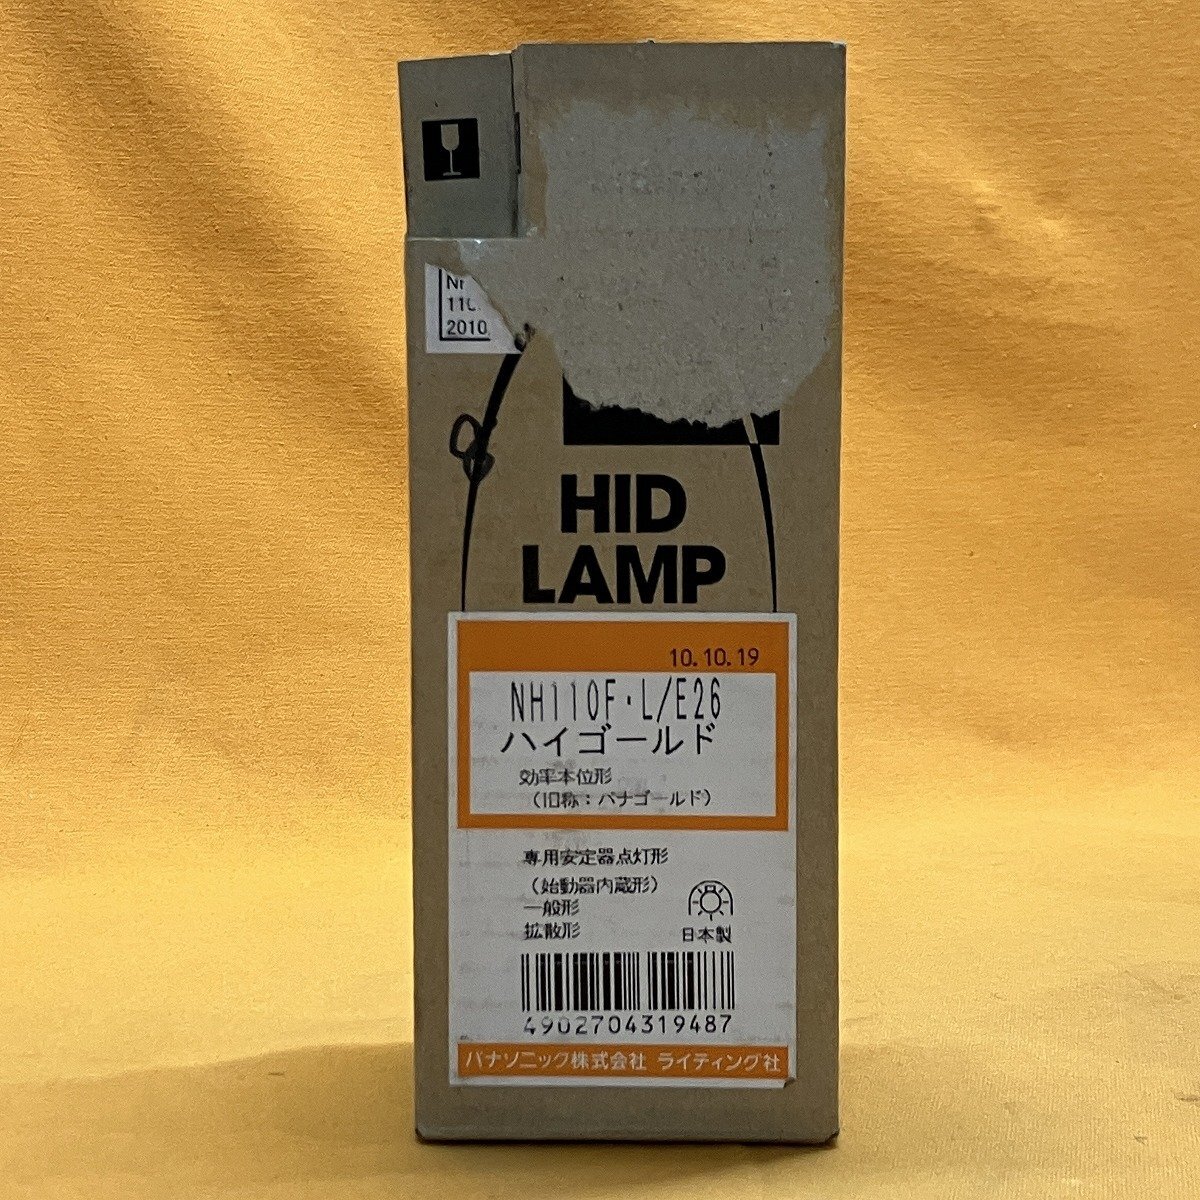 2010
HID
LAMP
10.10.19
NH110F・L/E26
ハイゴールド
効率本位形
(旧称：パナゴールド)
専用安定器点灯形
(始動器内蔵形)
一般形
拡散形
日本製
4902704319487
パナソニック株式会社 ライティング社